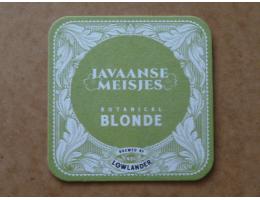 JAVAANSE
MEISJES
BOTANICAL
BLONDE
BREWED BY
LOWLANDER